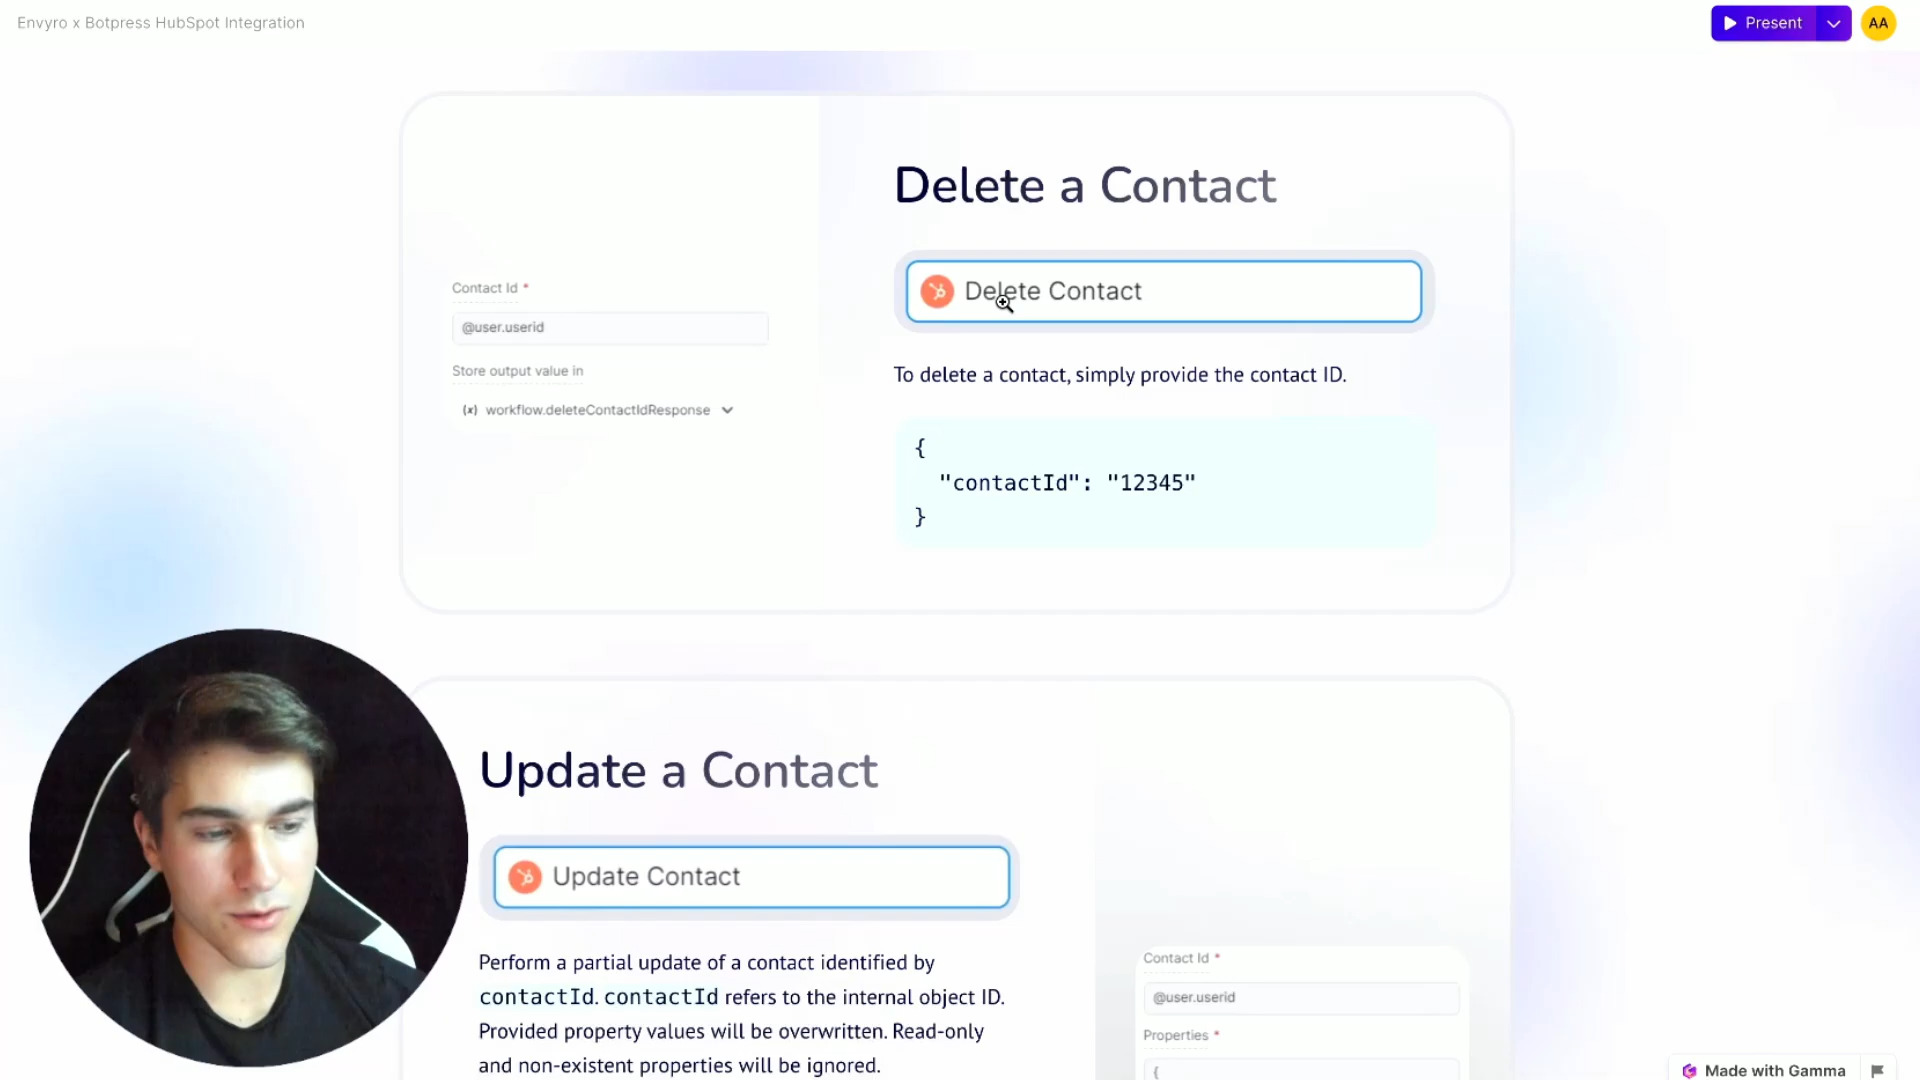 Envyro x Botpress HubSpot Integration
Present
AA
Delete a Contact
Delete Contact
Contact Id *
@user.userid
Store output value in
(x) workflow.deleteContactIdResponse
To delete a contact, simply provide the contact ID.
{
"contactId": "12345"
}
Update a Contact
Update Contact
Perform a partial update of a contact identified by
contactId. contactId refers to the internal object ID.
Provided property values will be overwritten. Read-only
and non-existent properties will be ignored.
Contact Id *
@user.userid
Properties *
{
Made with Gamma